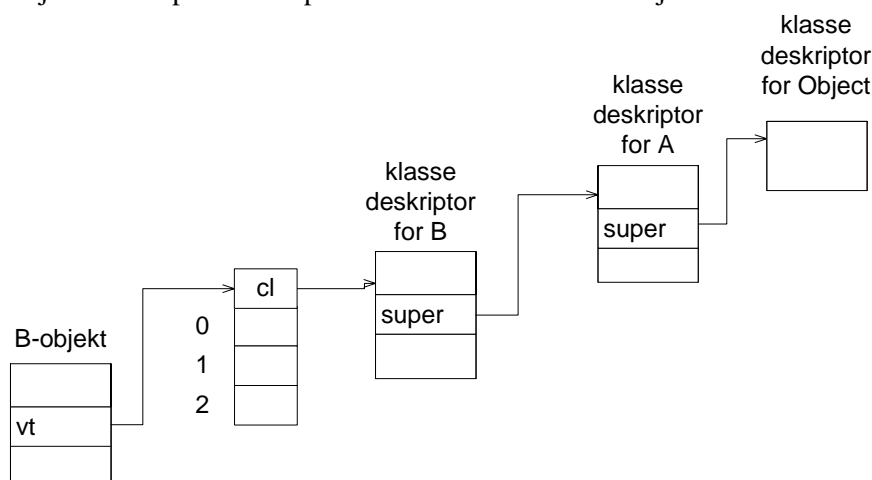 klasse
deskriptor
for Object
klasse
deskriptor
for A
klasse
deskriptor
for B
super
cl
super
B-objekt
0
1
2
vt